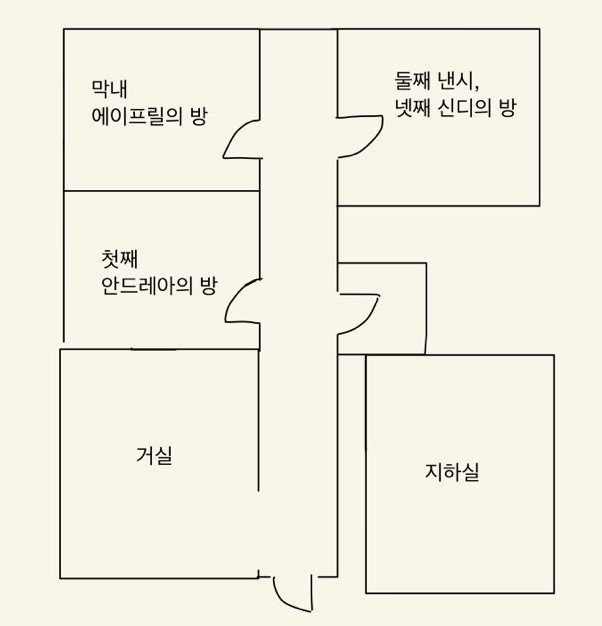 막내
에이프릴의 방
둘째 낸시,
넷째 신디의 방
첫째
안드레아의 방
거실
지하실